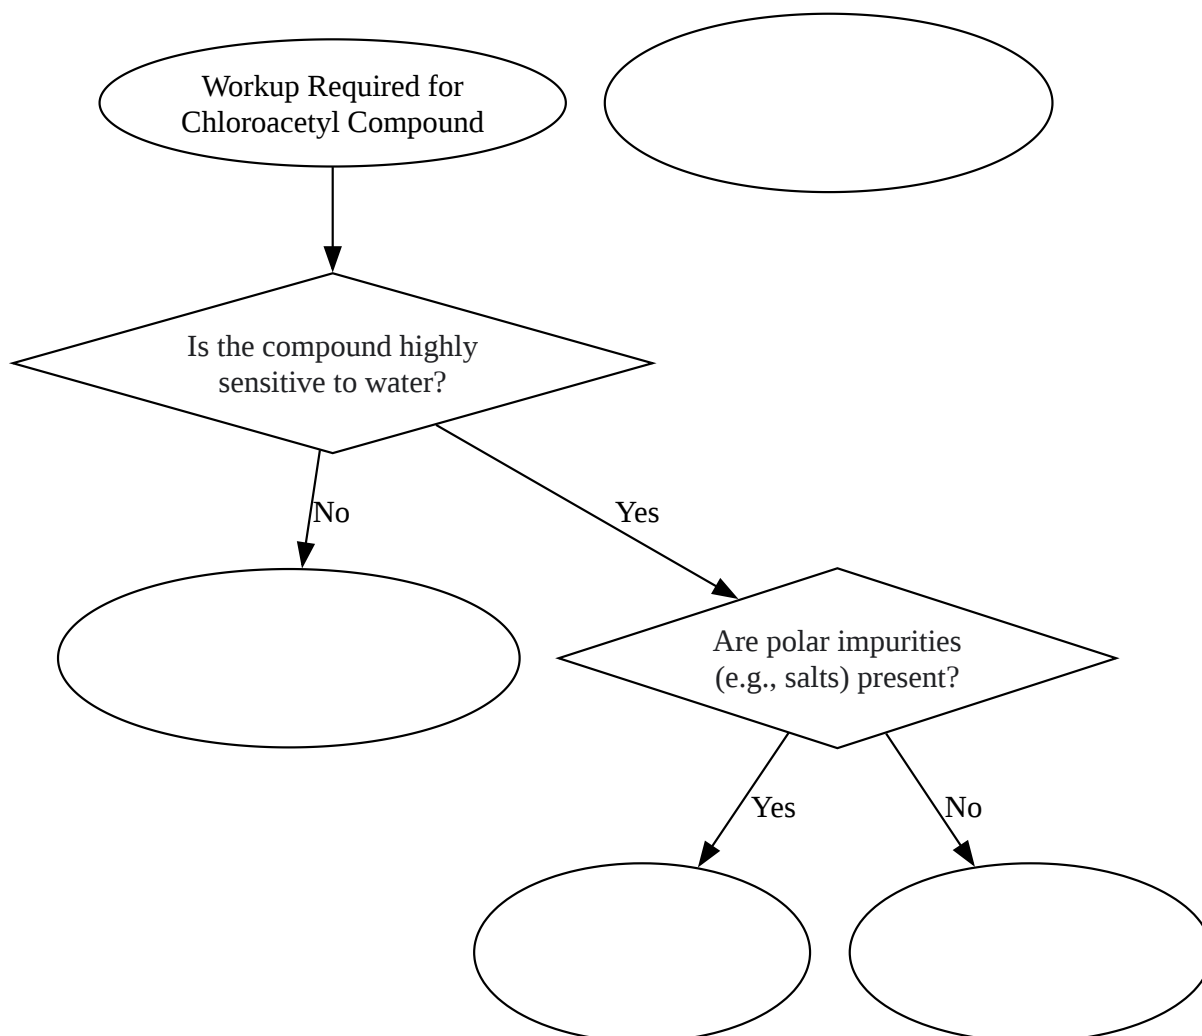 Workup Required for
Chloroacetyl Compound
Is the compound highly
sensitive to water?
No
Yes
Are polar impurities
(e.g., salts) present?
Yes
No